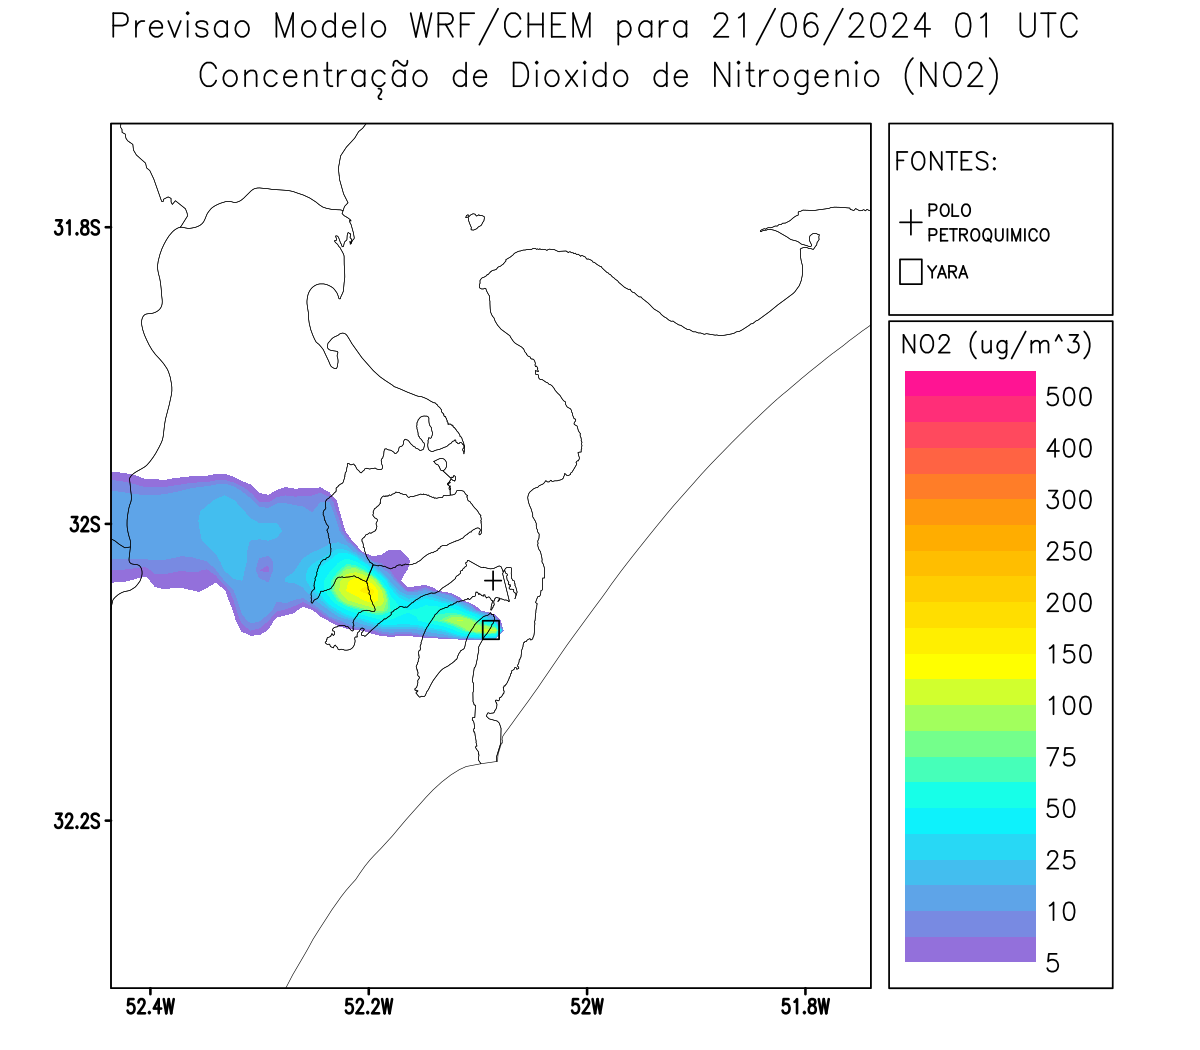 Previsao Modelo WRF/CHEM para 21/06/2024 01 UTC
Concentração de Dioxido de Nitrogenio (NO2)
FONTES:
POLO
PETROQUIMICO
YARA
31.8S
32S
32.2S
52.4W
52.2W
52W
51.8W
NO2 (ug/m^3)
500
400
300
250
200
150
100
75
50
25
10
5